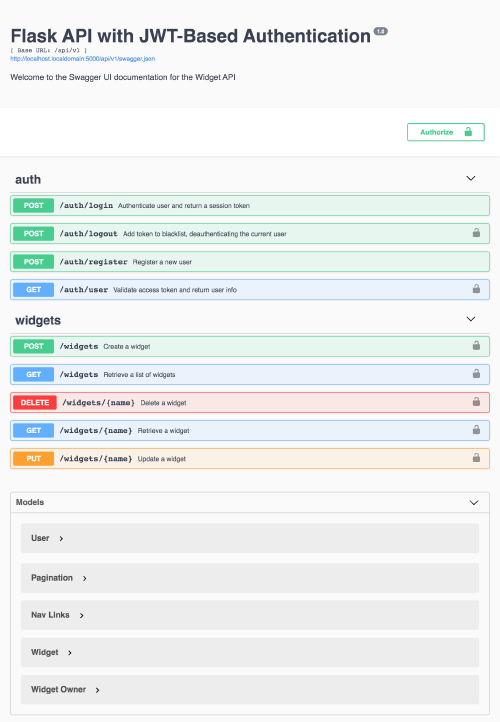 Flask API with JWT-Based Authentication 1.0
[ Base URL: /api/v1 ]
http://localhost.localdomain:5000/api/v1/swagger.json
Welcome to the Swagger UI documentation for the Widget API
Authorize
auth
POST /auth/login Authenticate user and return a session token
POST /auth/logout Add token to blacklist, deauthenticating the current user
POST /auth/register Register a new user
GET /auth/user Validate access token and return user info
widgets
POST /widgets Create a widget
GET /widgets Retrieve a list of widgets
DELETE /widgets/{name} Delete a widget
GET /widgets/{name} Retrieve a widget
PUT /widgets/{name} Update a widget
Models
User
Pagination
Nav Links
Widget
Widget Owner